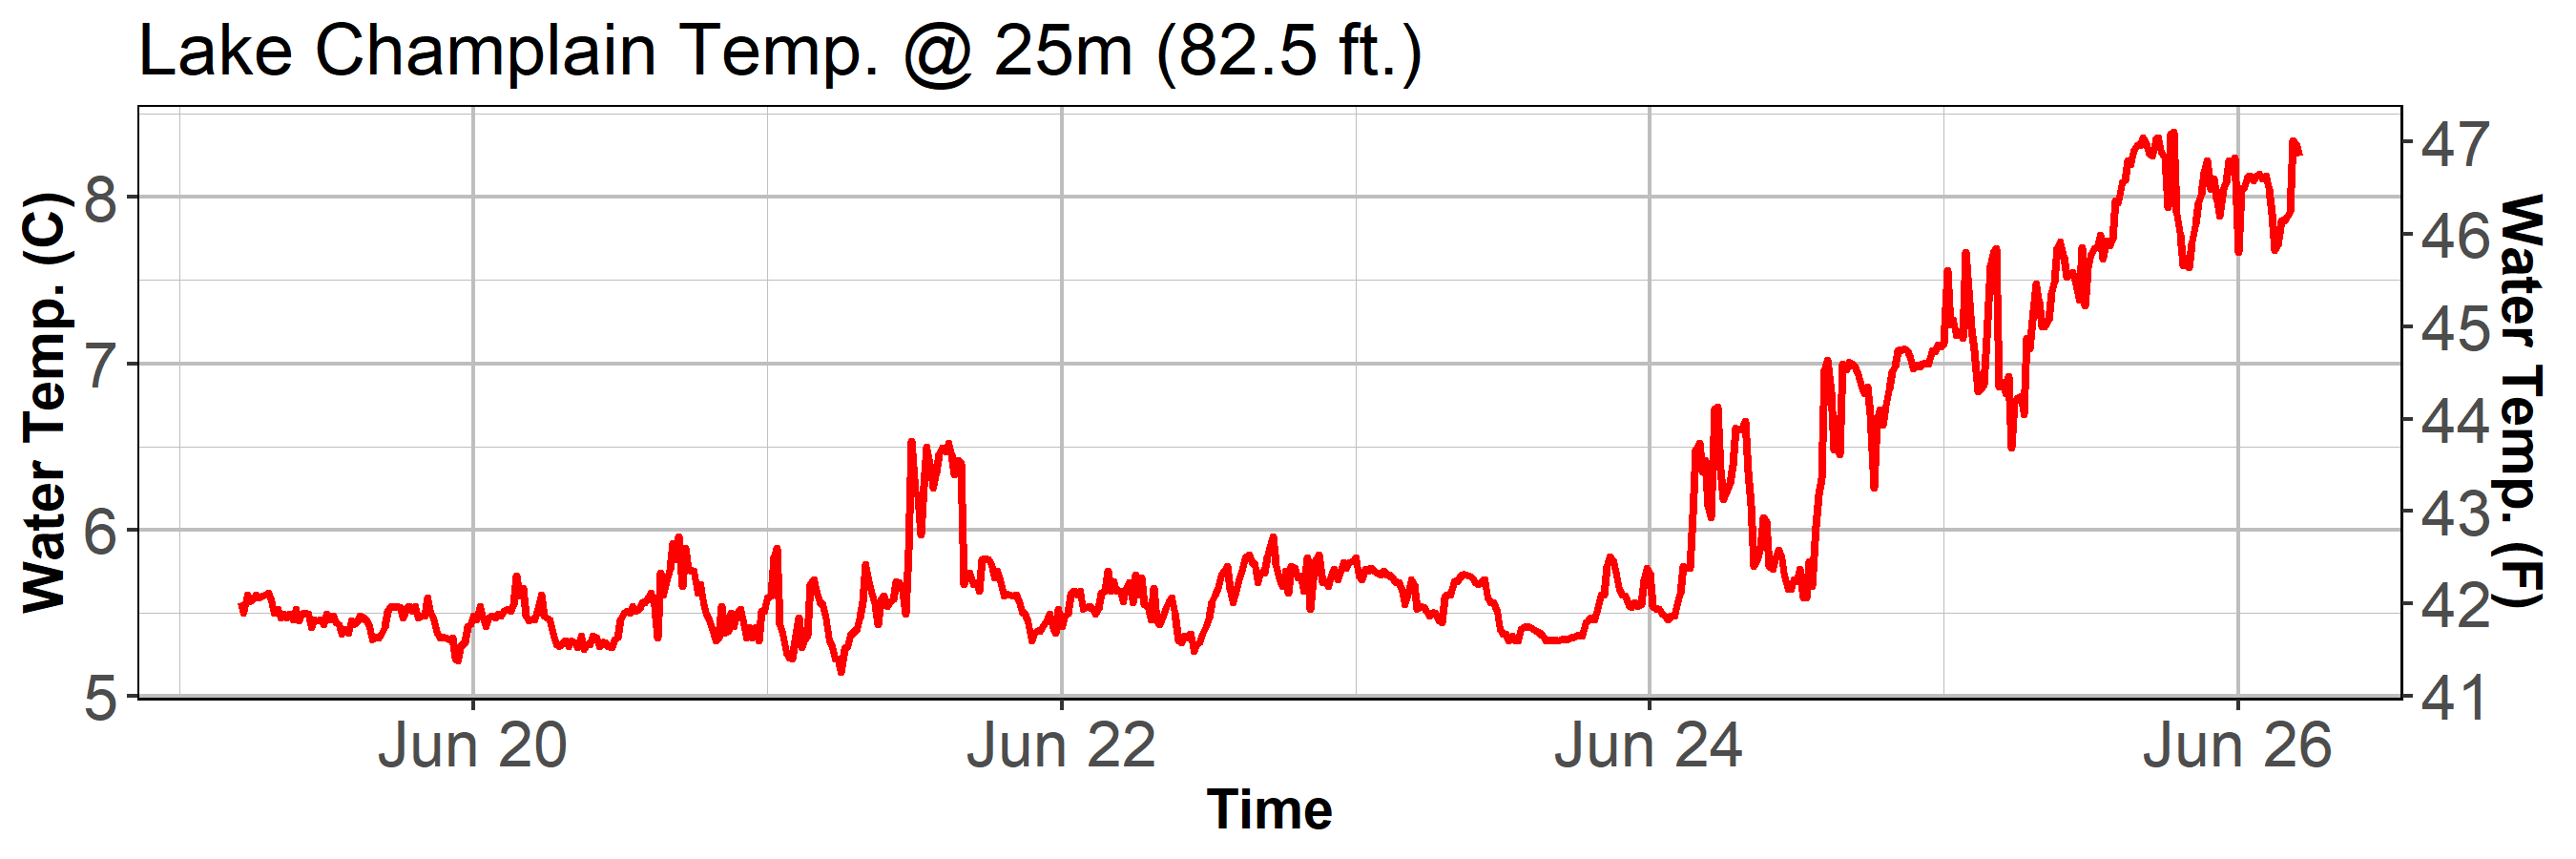 Lake Champlain Temp. @ 25m (82.5 ft.)
Water Temp. (C)
8
7
6
5
47
46
45
44
43
42
41
Water Temp. (F)
Jun 20
Jun 22
Jun 24
Jun 26
Time